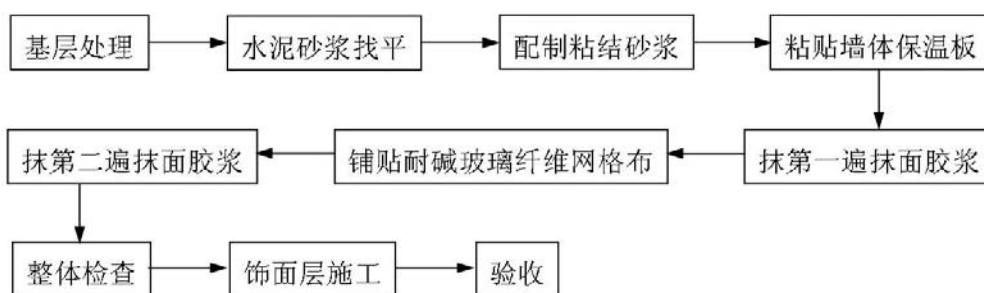 基层处理
水泥砂浆找平
配制粘结砂浆
粘贴墙体保温板
抹第一遍抹面胶浆
铺贴耐碱玻璃纤维网格布
抹第二遍抹面胶浆
整体检查
饰面层施工
验收